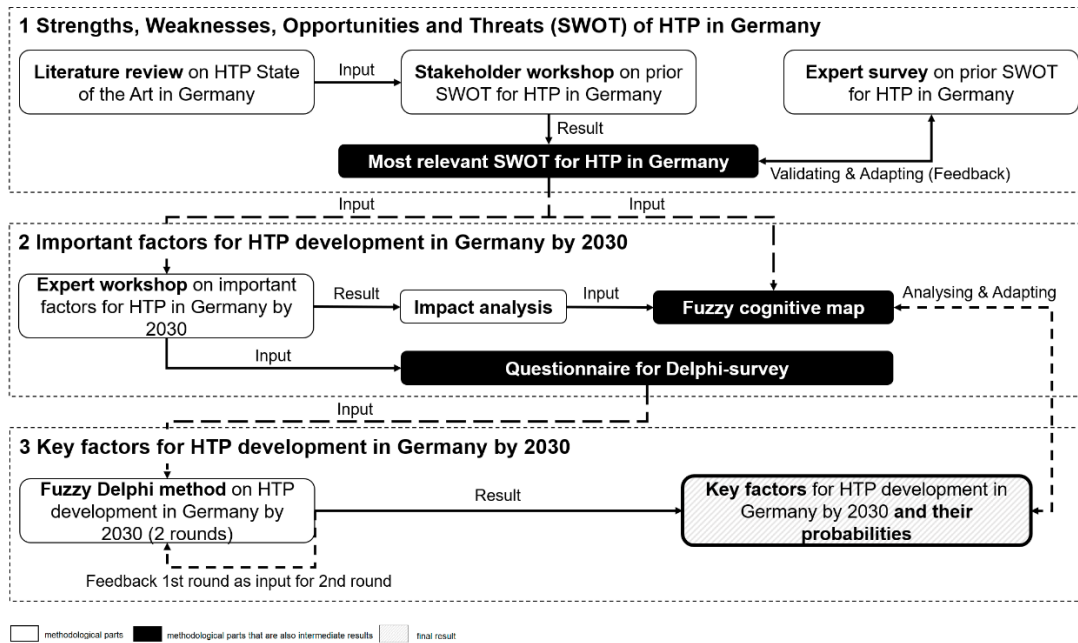 1 Strengths, Weaknesses, Opportunities and Threats (SWOT) of HTP in Germany
Literature review on HTP State
of the Art in Germany
Input
Stakeholder workshop on prior
SWOT for HTP in Germany
Expert survey on prior SWOT
for HTP in Germany
Result
Most relevant SWOT for HTP in Germany
Validating & Adapting (Feedback)
Input
Input
2 Important factors for HTP development in Germany by 2030
Expert workshop on important
factors for HTP in Germany by
2030
Result
Impact analysis
Input
Fuzzy cognitive map
Analysing & Adapting
Input
Questionnaire for Delphi-survey
Input
3 Key factors for HTP development in Germany by 2030
Fuzzy Delphi method on HTP
development in Germany by
2030 (2 rounds)
Result
Key factors for HTP development in
Germany by 2030 and their
probabilities
Feedback 1st round as input for 2nd round
methodological parts
methodological parts that are also intermediate results
final result